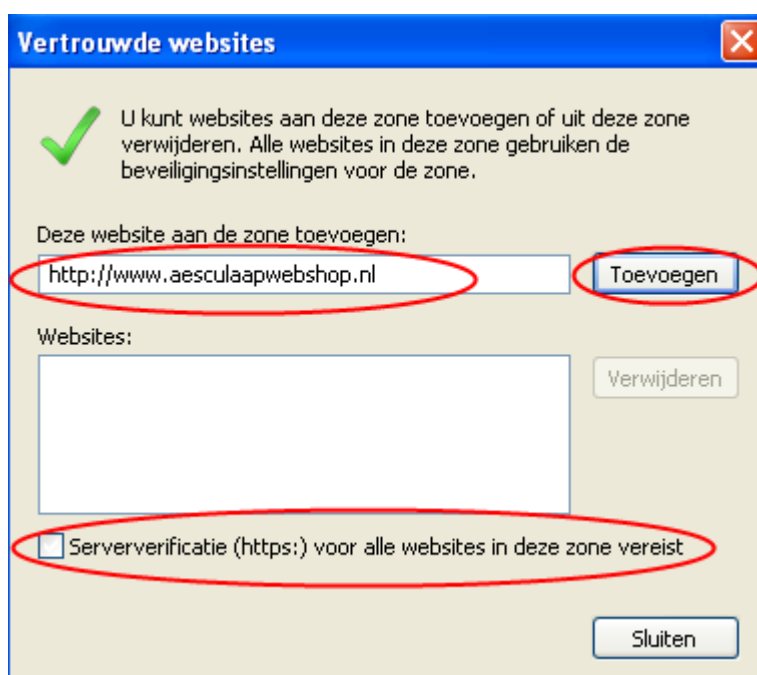 Vertrouwde websites
U kunt websites aan deze zone toevoegen of uit deze zone
verwijderen. Alle websites in deze zone gebruiken de
beveiligingsinstellingen voor de zone.
Deze website aan de zone toevoegen:
http://www.aesculaapwebshop.nl
Toevoegen
Websites:
Verwijderen
Serververificatie (https:) voor alle websites in deze zone vereist
Sluiten